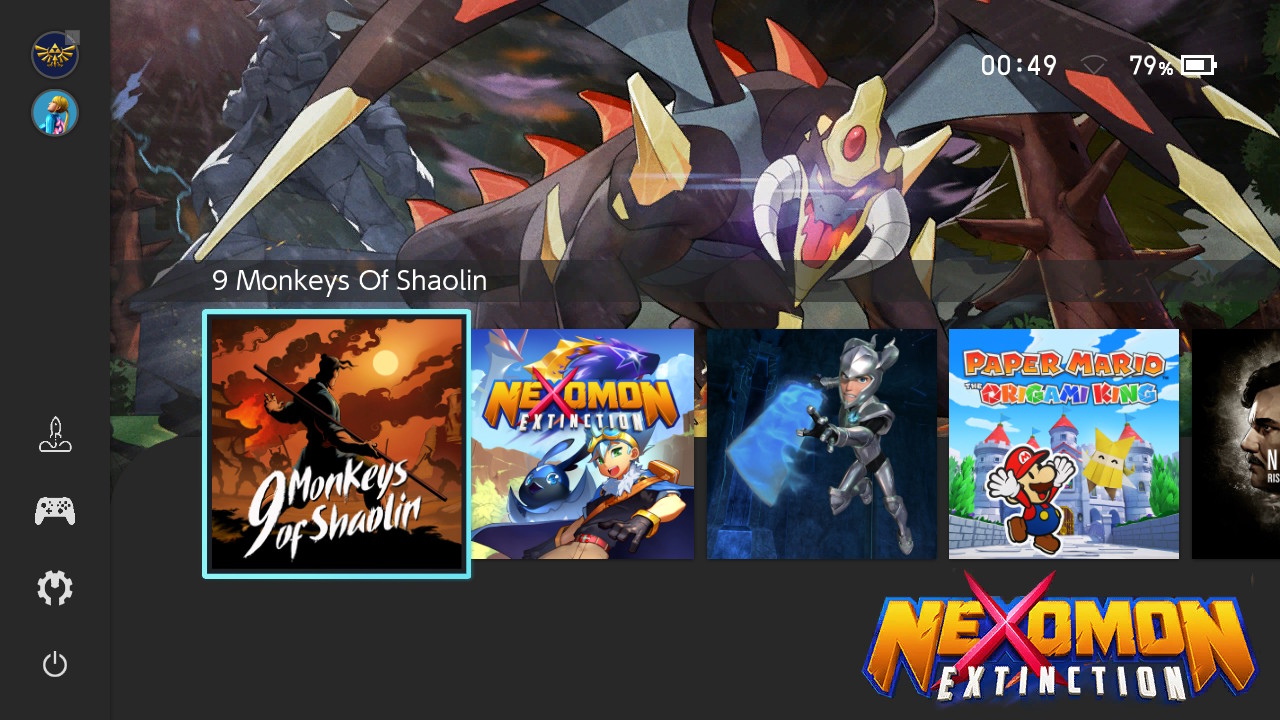 00:49
79%
9 Monkeys Of Shaolin
9 Monkeys
of Shaolin
NEXOMON
EXTINCTION
PAPER MARIO
THE ORIGAMI KING
N
RIS
NEXOMON
EXTINCTION